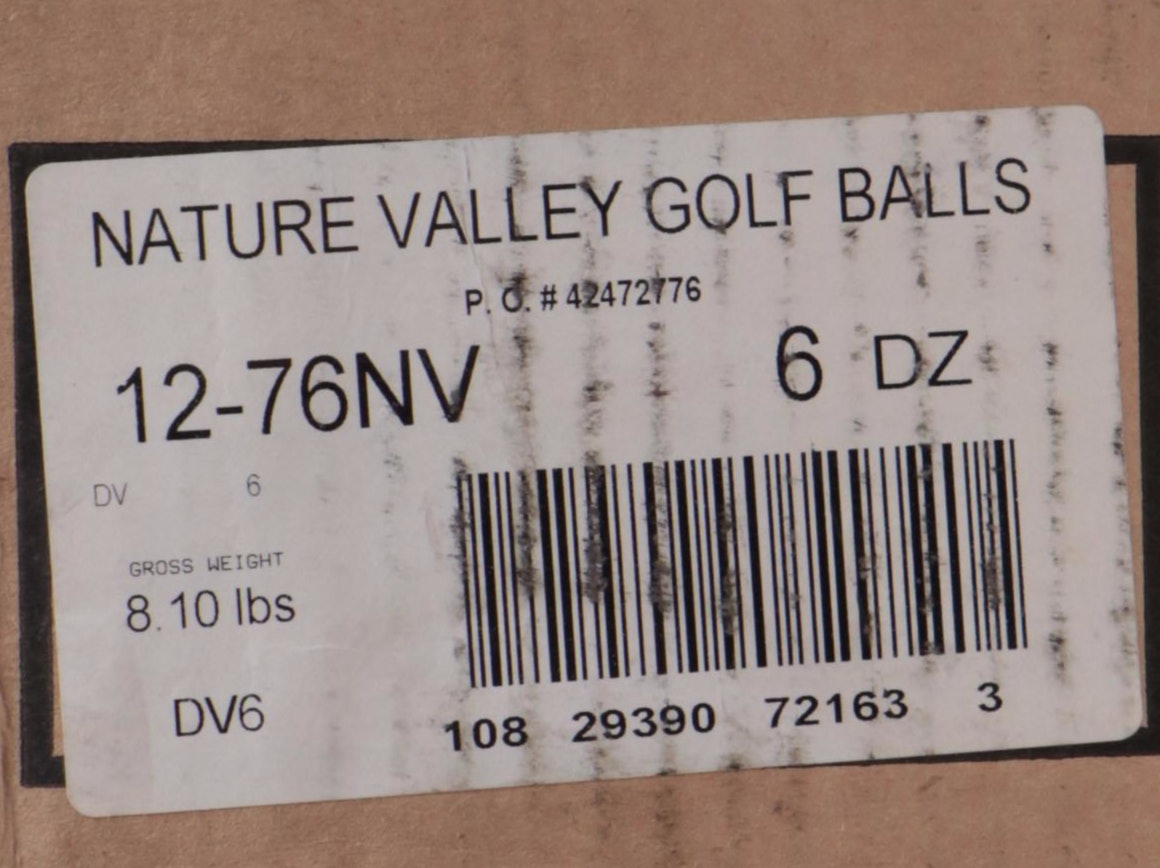 NATURE VALLEY GOLF BALLS
P. O. # 42472776
12-76NV 6 DZ
DV 6
GROSS WEIGHT
8.10 lbs
DV6
108 29390 72163 3